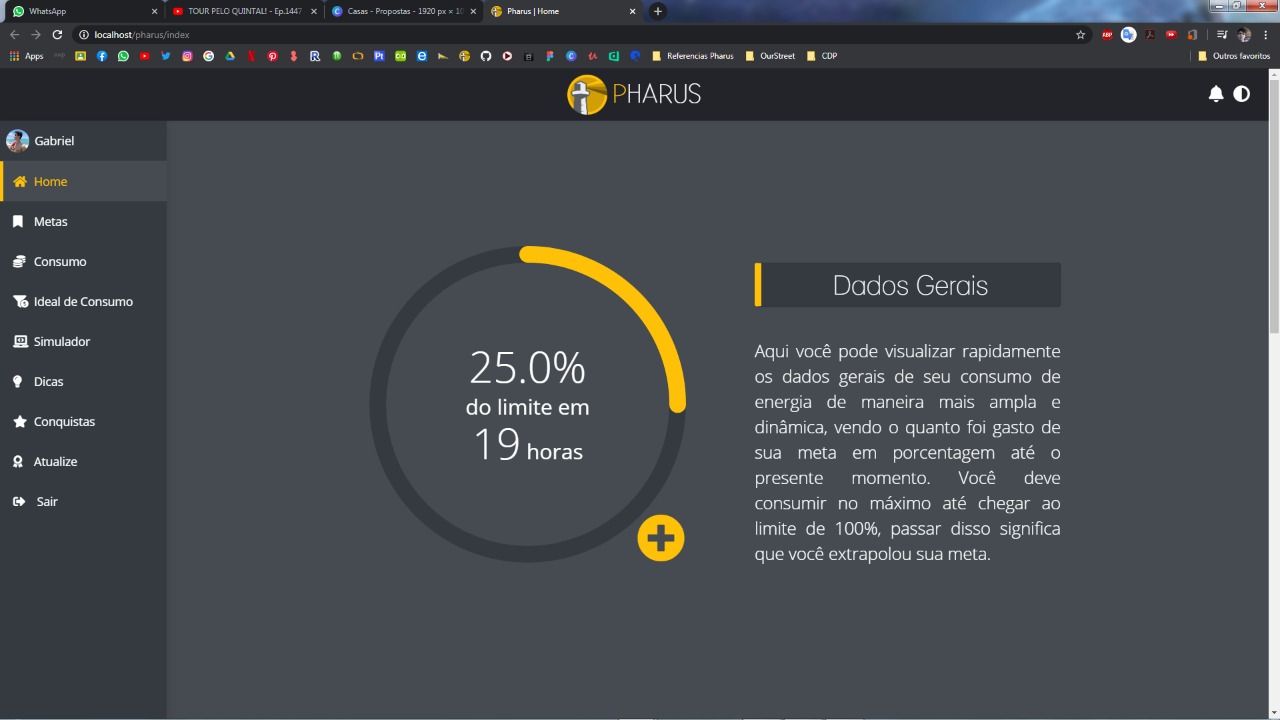 WhatsApp
TOUR PELO QUINTAL! - Ep.1447
Casas - Propostas - 1920 px x 10
Pharus | Home
localhost/pharus/index
Apps
Referencias Pharus
OurStreet
CDP
Outros favoritos
PHARUS
Gabriel
Home
Metas
Consumo
Ideal de Consumo
Simulador
Dicas
Conquistas
Atualize
Sair
25.0%
do limite em
19 horas
Dados Gerais
Aqui você pode visualizar rapidamente
os dados gerais de seu consumo de
energia de maneira mais ampla e
dinâmica, vendo o quanto foi gasto de
sua meta em porcentagem até o
presente momento. Você deve
consumir no máximo até chegar ao
limite de 100%, passar disso significa
que você extrapolou sua meta.